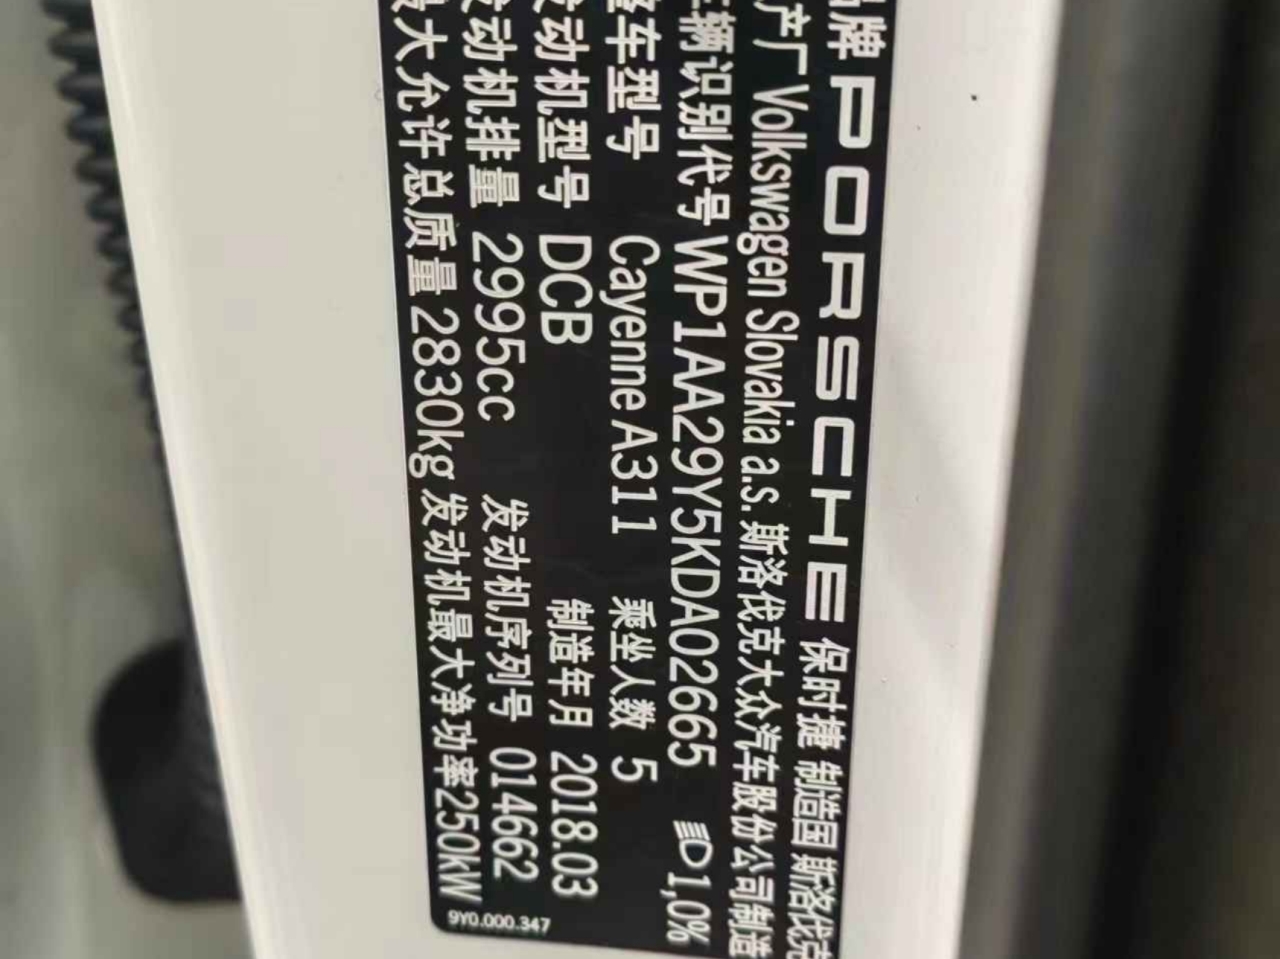 品牌 PORSCHE 保时捷 制造国 斯洛伐克
生产厂 Volkswagen Slovakia a.s. 斯洛伐克大众汽车股份公司制造
车辆识别代号 WP1AA29Y5KDA02665 1,0%
整车型号 Cayenne A311 乘坐人数 5
发动机型号 DCB 制造年月 2018.03
发动机排量 2995cc 发动机序列号 014662
最大允许总质量 2830kg 发动机最大净功率250kW
9Y0.000.347